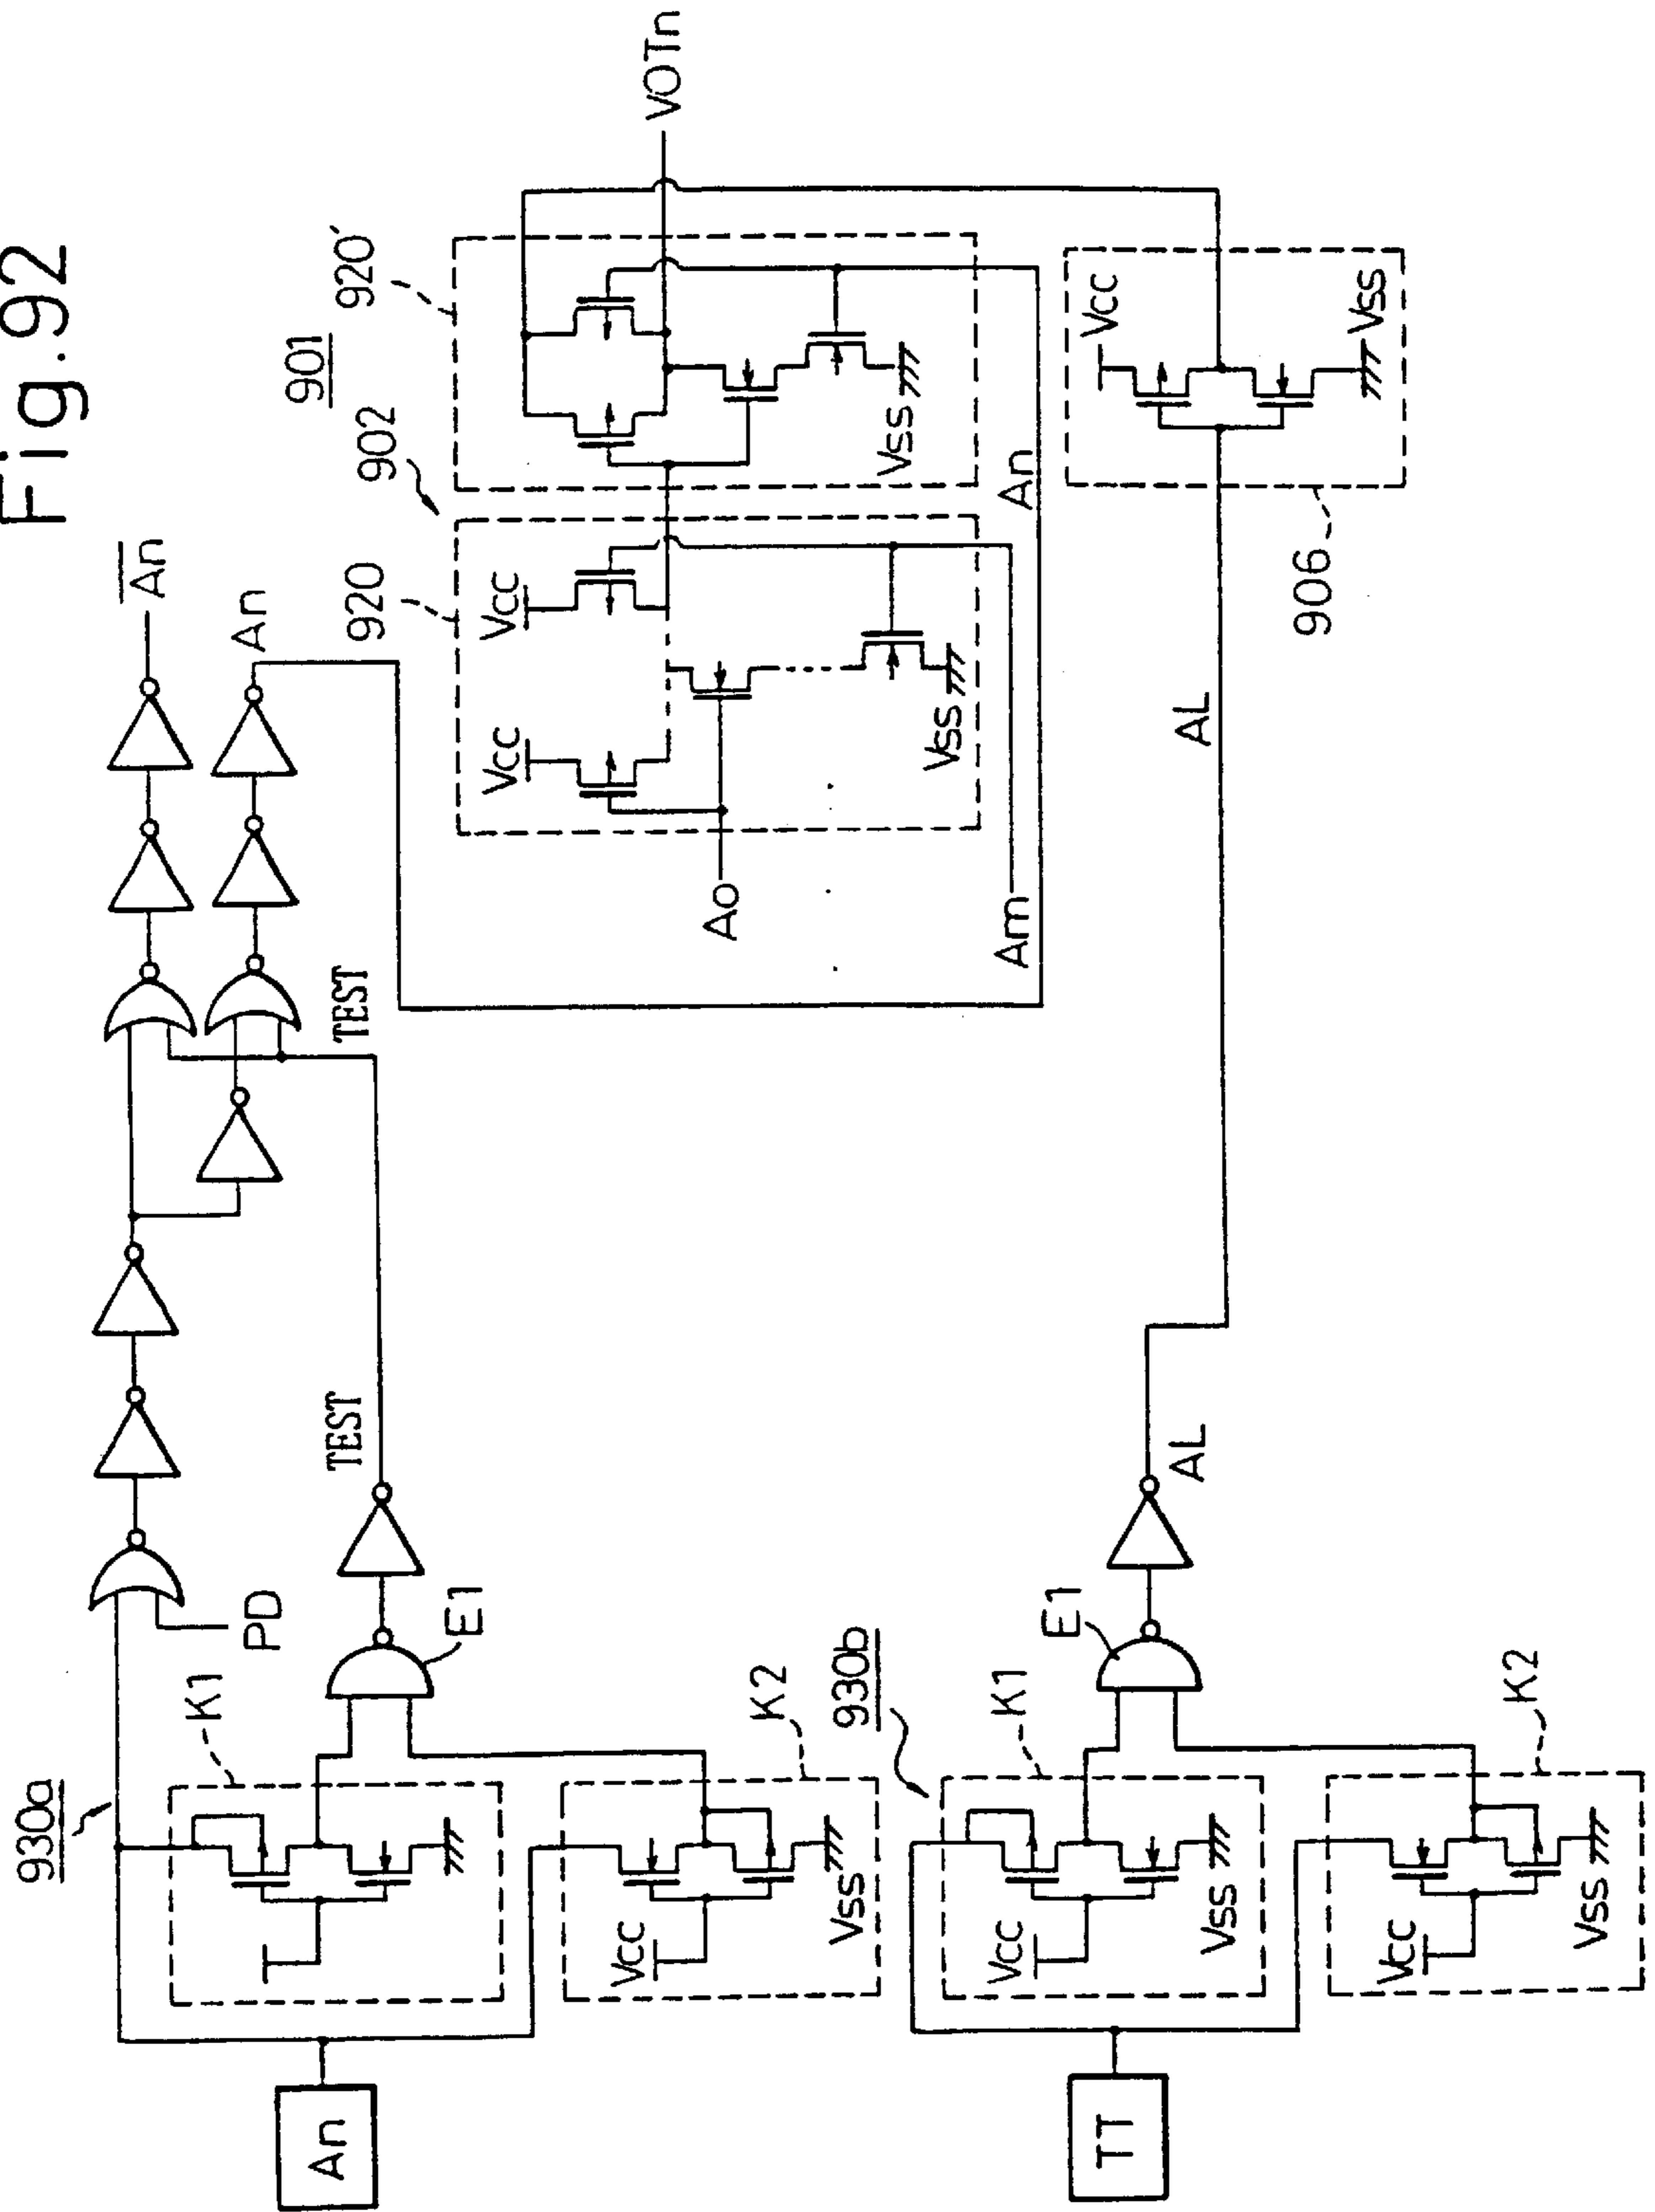 Fig.92
An
An
901
902
920
920´
VOTn
Vcc
Vcc
Ao
Am
Vss
Vss
An
TEST
TEST
PD
930a
K1
E1
K2
Vcc
Vss
An
AL
AL
906
Vcc
Vss
930b
K1
E1
K2
Vcc
Vss
Vcc
Vss
TT